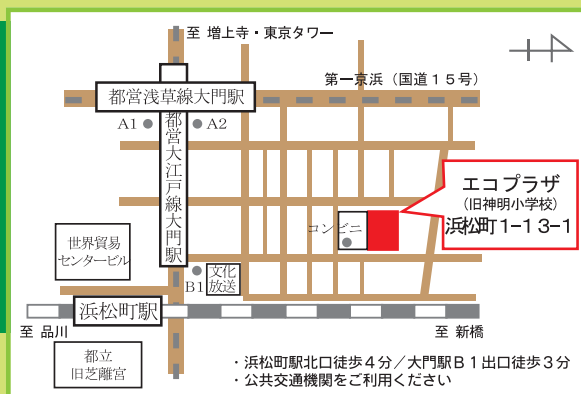 至 増上寺・東京タワー
第一京浜（国道１５号）
都営浅草線大門駅
A1
A2
都営大江戸線大門駅
エコプラザ
（旧神明小学校）
浜松町1-13-1
コンビニ
世界貿易
センタービル
B1
文化
放送
浜松町駅
至 品川
至 新橋
都立
旧芝離宮
・浜松町駅北口徒歩４分／大門駅Ｂ１出口徒歩３分
・公共交通機関をご利用ください